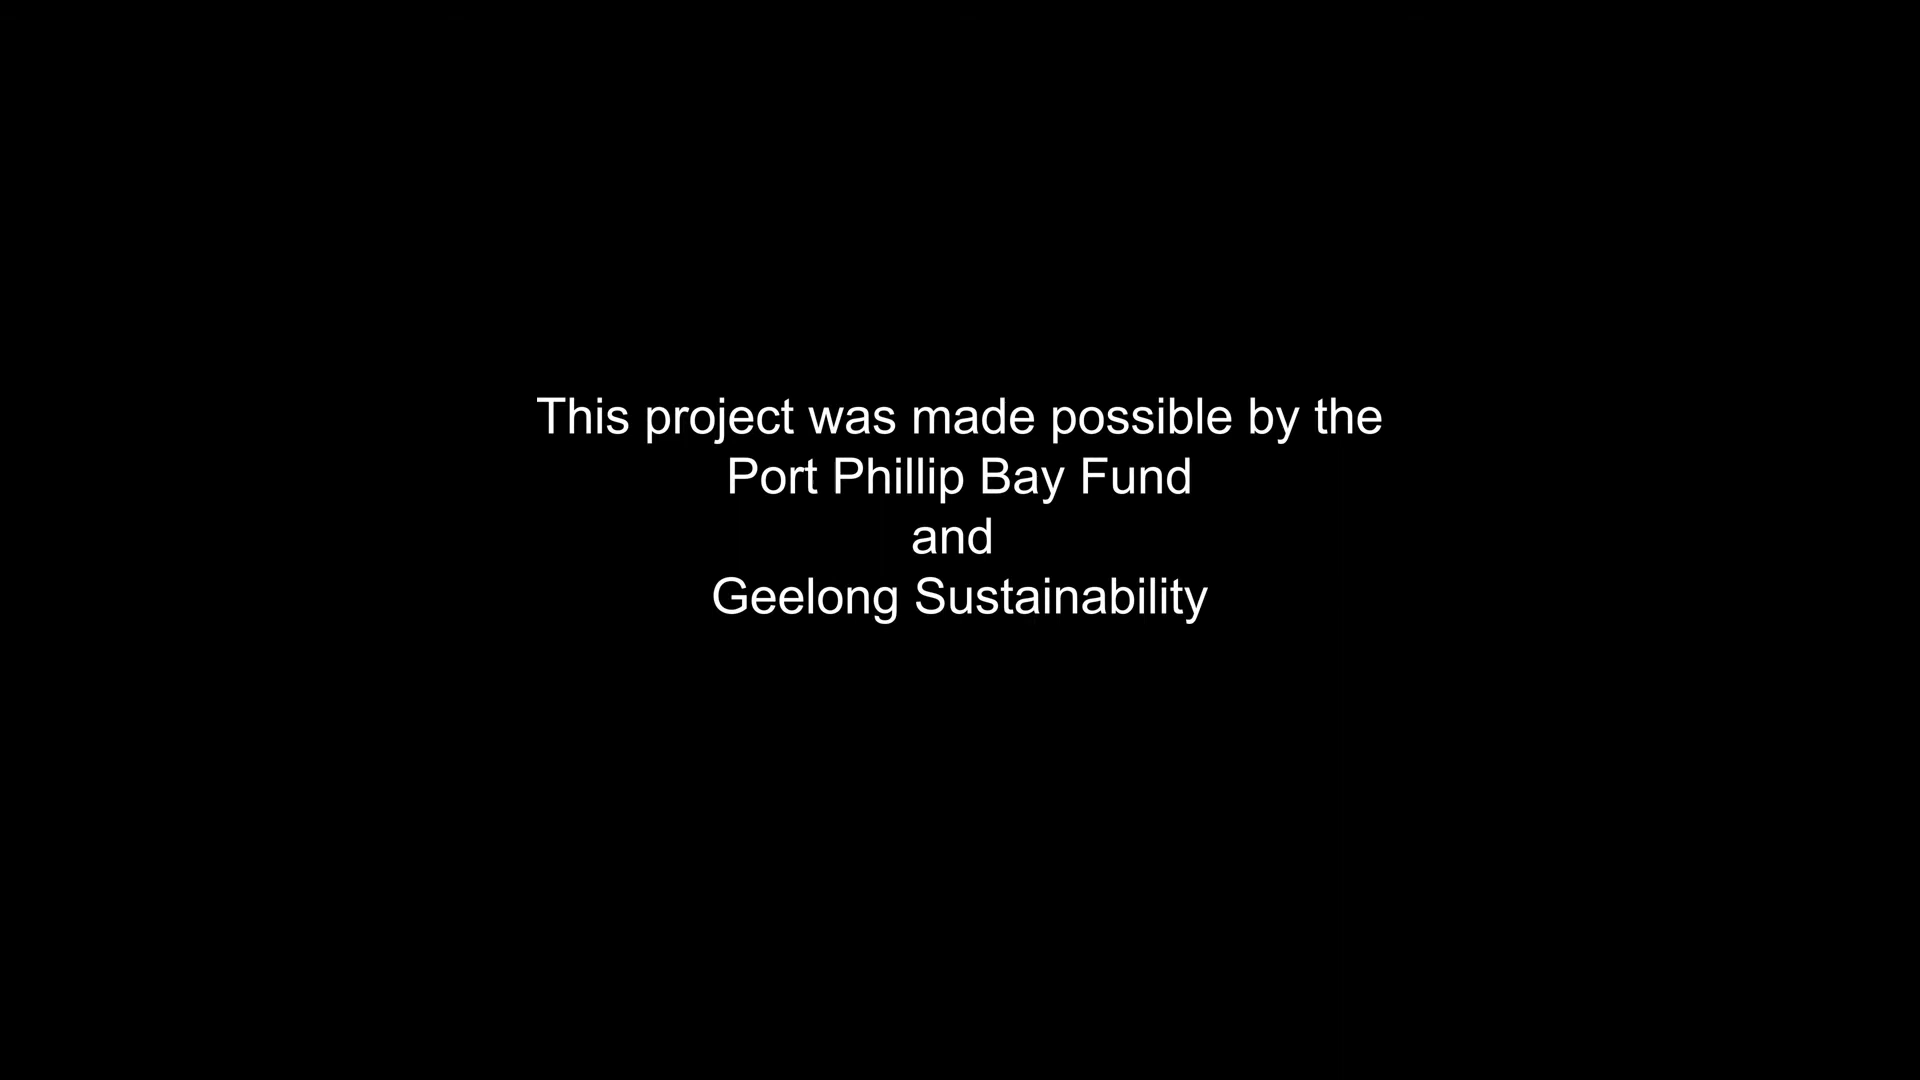 This project was made possible by the
Port Phillip Bay Fund
and
Geelong Sustainability